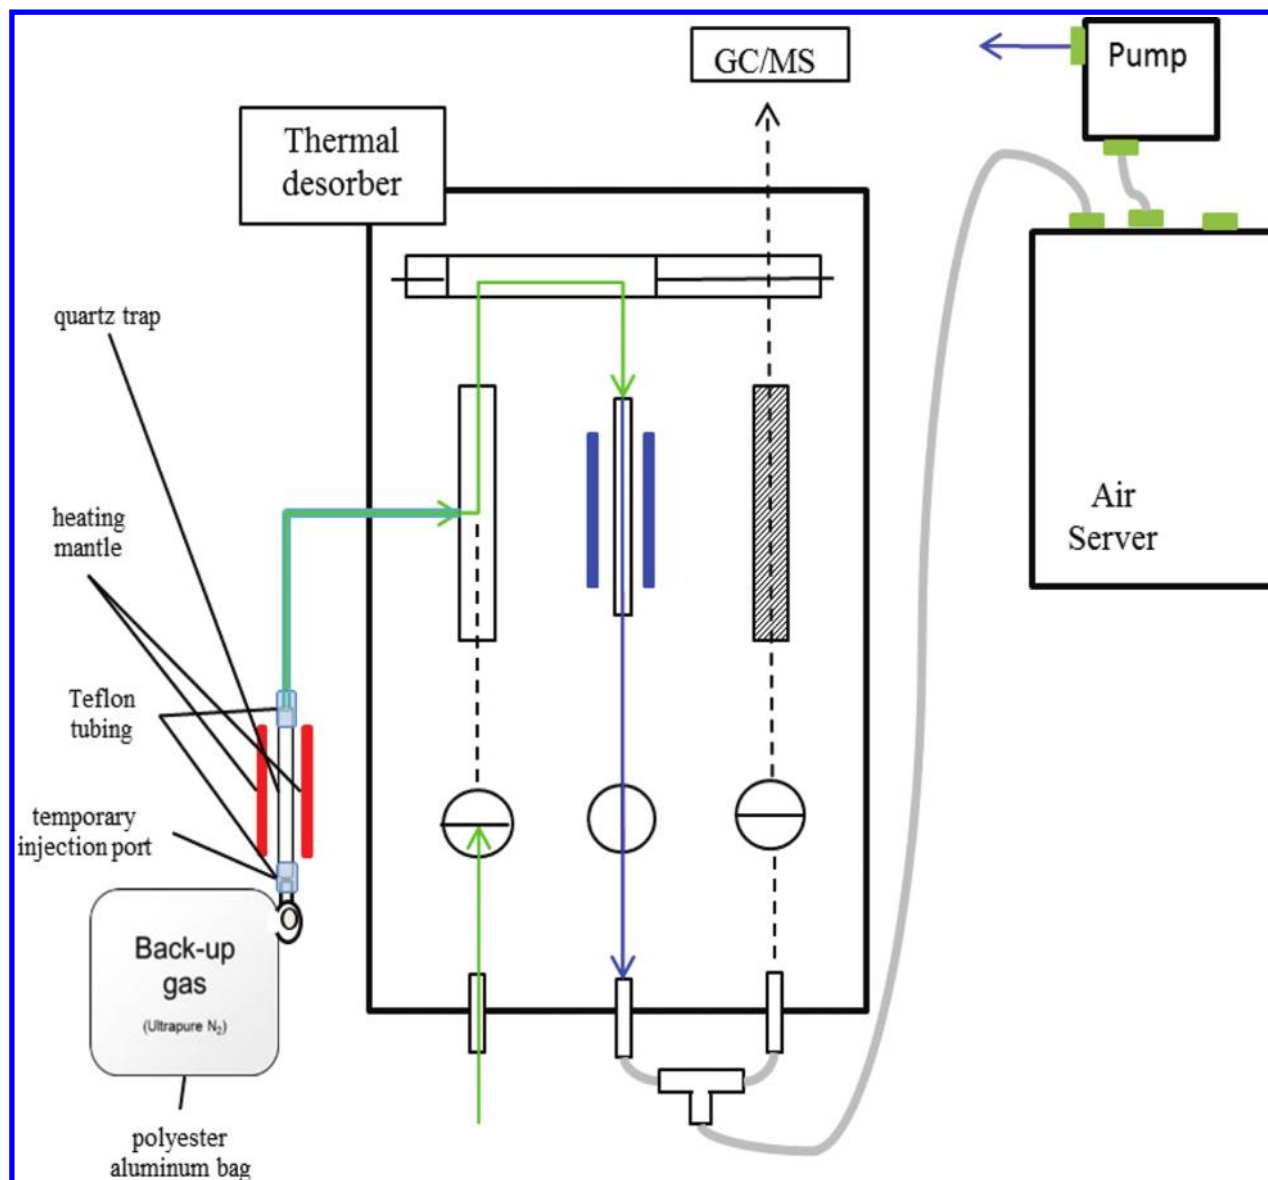 GC/MS
Pump
Thermal
desorber
quartz trap
heating
mantle
Air
Server
Teflon
tubing
temporary
injection port
Back-up
gas
(Ultrapure N₂)
polyester
aluminum bag